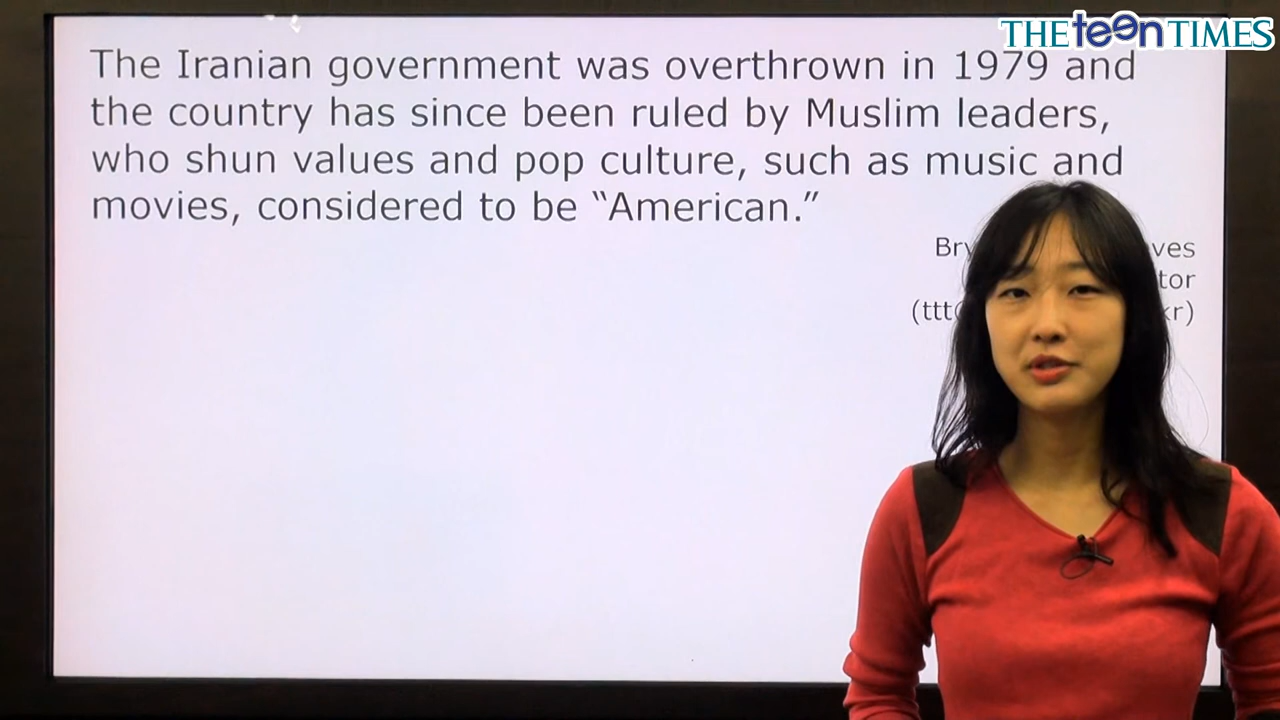 THE teen TIMES
The Iranian government was overthrown in 1979 and
the country has since been ruled by Muslim leaders,
who shun values and pop culture, such as music and
movies, considered to be “American.”